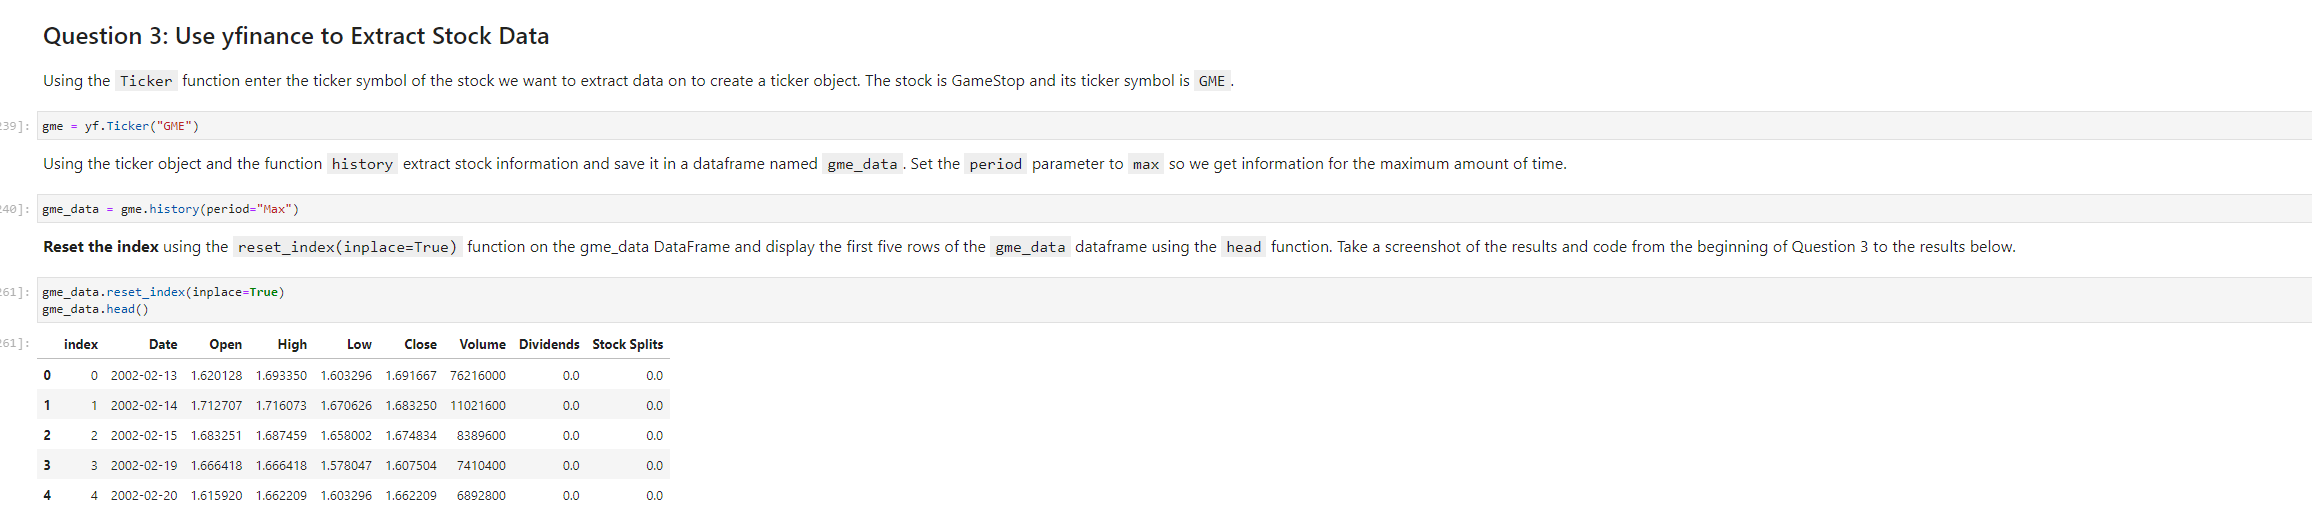 Question 3: Use yfinance to Extract Stock Data
Using the Ticker function enter the ticker symbol of the stock we want to extract data on to create a ticker object. The stock is GameStop and its ticker symbol is GME.
39]: gme = yf.Ticker("GME")
Using the ticker object and the function history extract stock information and save it in a dataframe named gme_data. Set the period parameter to max so we get information for the maximum amount of time.
240]: gme_data = gme.history(period="Max")
Reset the index using the reset_index(inplace=True) function on the gme_data DataFrame and display the first five rows of the gme_data dataframe using the head function. Take a screenshot of the results and code from the beginning of Question 3 to the results below.
261]: gme_data.reset_index(inplace=True)
gme_data.head()
261]: index Date Open High Low Close Volume Dividends Stock Splits
0 0 2002-02-13 1.620128 1.693350 1.603296 1.691667 76216000 0.0 0.0
1 1 2002-02-14 1.712707 1.716073 1.670626 1.683250 11021600 0.0 0.0
2 2 2002-02-15 1.683251 1.687459 1.658002 1.674834 8389600 0.0 0.0
3 3 2002-02-19 1.666418 1.666418 1.578047 1.607504 7410400 0.0 0.0
4 4 2002-02-20 1.615920 1.662209 1.603296 1.662209 6892800 0.0 0.0